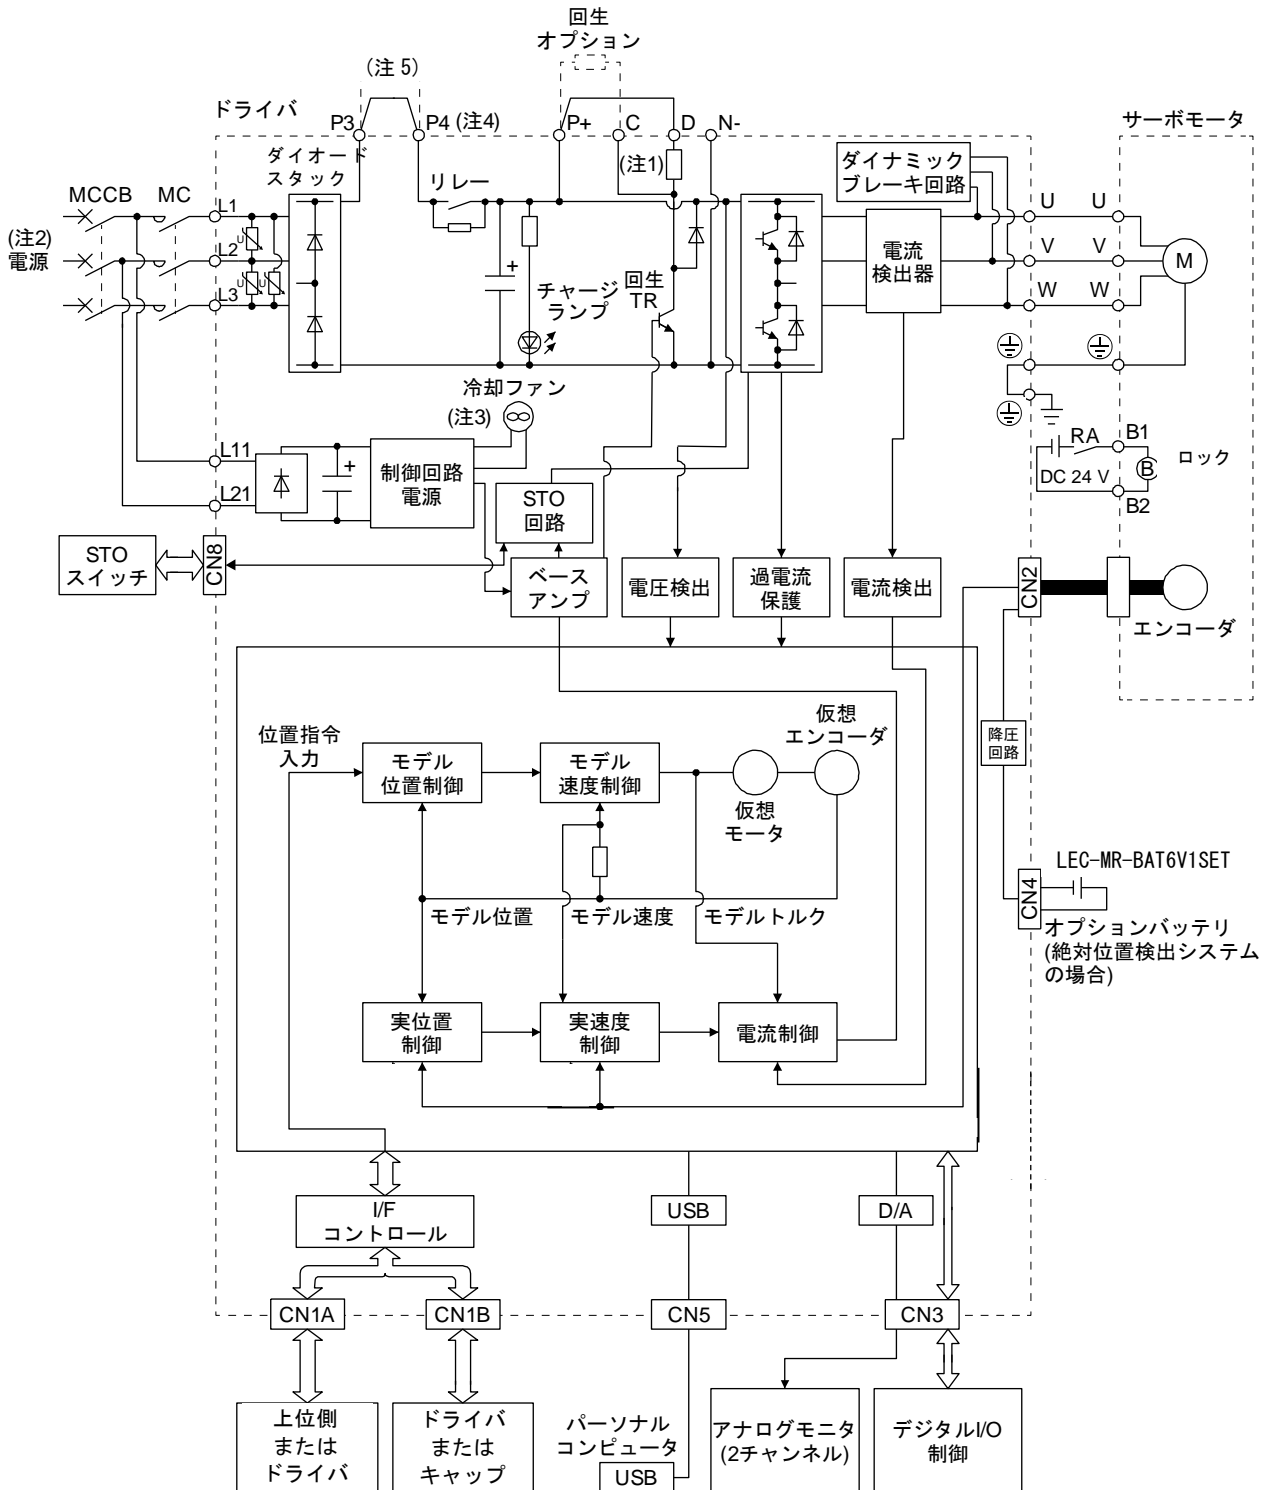 回生
オプション
(注 5)
ドライバ
P3
P4
(注4)
P+
C
D
N-
サーボモータ
ダイオード
スタック
リレー
(注1)
ダイナミック
ブレーキ回路
MCCB
MC
L1
L2
L3
U
U
U
(注2)
電源
+
チャージ
ランプ
回生
TR
電流
検出器
U
U
V
V
W
W
M
冷却ファン
(注3)
L11
L21
+
制御回路
電源
STO
回路
RA
DC 24 V
B1
B
B2
ロック
STO
スイッチ
CN8
ベース
アンプ
電圧検出
過電流
保護
電流検出
CN2
エンコーダ
位置指令
入力
モデル
位置制御
モデル
速度制御
仮想
エンコーダ
仮想
モータ
降圧
回路
モデル位置
モデル速度
モデルトルク
LEC-MR-BAT6V1SET
CN4
オプションバッテリ
(絶対位置検出システム
の場合)
実位置
制御
実速度
制御
電流制御
I/F
コントロール
USB
D/A
CN1A
CN1B
CN5
CN3
上位側
または
ドライバ
ドライバ
または
キャップ
パーソナル
コンピュータ
USB
アナログモニタ
(2チャンネル)
デジタルI/O
制御